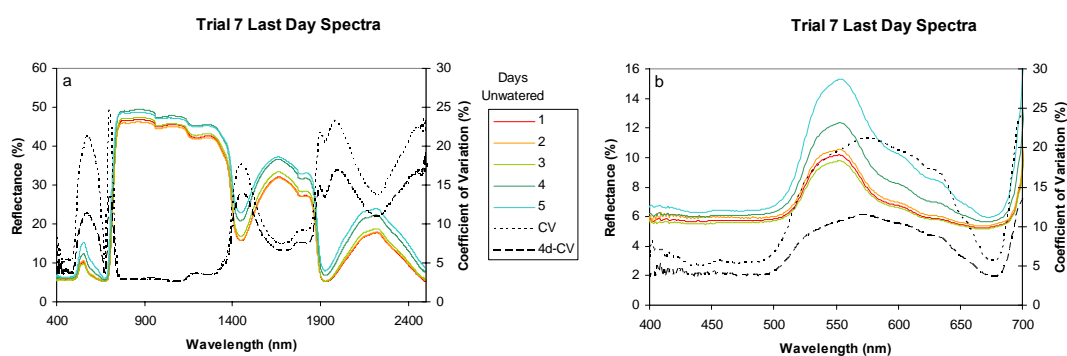 Trial 7 Last Day Spectra
a
Reflectance (%)
60
50
40
30
20
10
0
30
25
20
15
10
5
0
Coefficient of Variation (%)
400 900 1400 1900 2400
Wavelength (nm)
Days
Unwatered
1
2
3
4
5
CV
4d-CV
Trial 7 Last Day Spectra
b
Reflectance (%)
16
14
12
10
8
6
4
2
0
30
25
20
15
10
5
0
Coefficient of Variation (%)
400 450 500 550 600 650 700
Wavelength (nm)